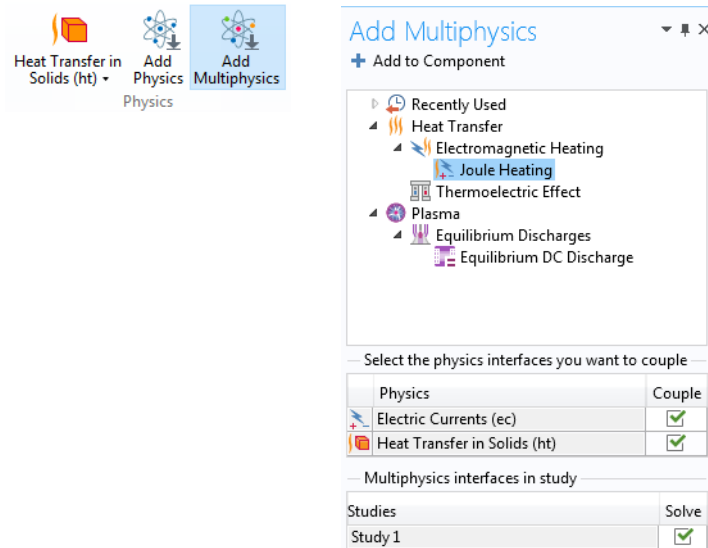 Heat Transfer in
Solids (ht)
Add
Physics
Add
Multiphysics
Physics
Add Multiphysics
Add to Component
Recently Used
Heat Transfer
Electromagnetic Heating
Joule Heating
Thermoelectric Effect
Plasma
Equilibrium Discharges
Equilibrium DC Discharge
Select the physics interfaces you want to couple
Physics Couple
Electric Currents (ec)
Heat Transfer in Solids (ht)
Multiphysics interfaces in study
Studies Solve
Study 1